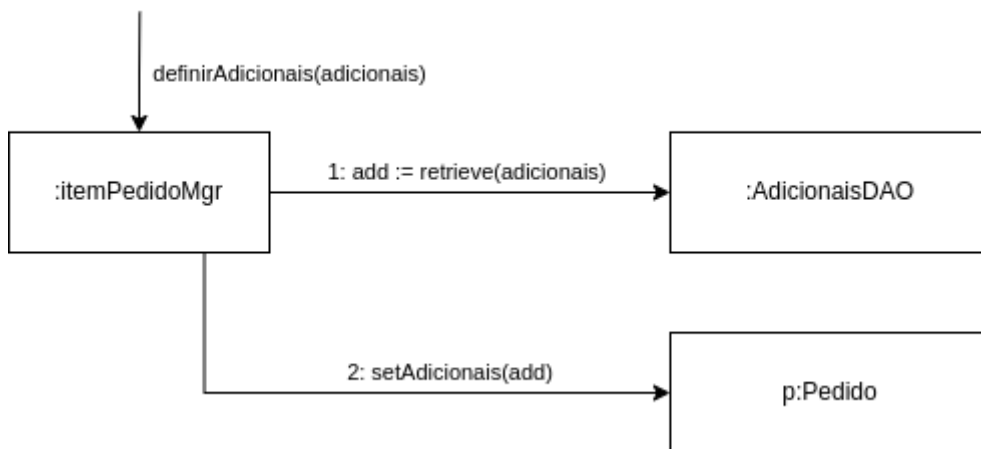 definirAdicionais(adicionais)
:itemPedidoMgr
1: add := retrieve(adicionais)
:AdicionaisDAO
2: setAdicionais(add)
p:Pedido